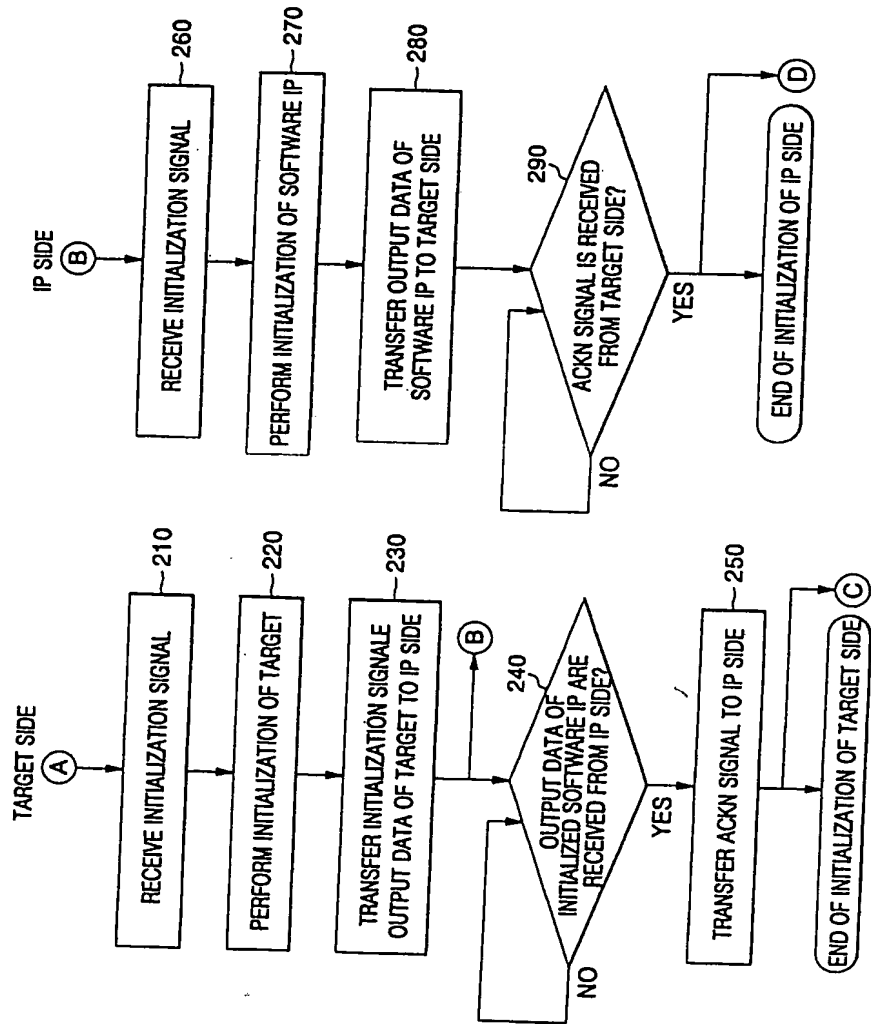 TARGET SIDE
A
RECEIVE INITIALIZATION SIGNAL
210
PERFORM INITIALIZATION OF TARGET
220
TRANSFER INITIALIZATION SIGNALE
OUTPUT DATA OF TARGET TO IP SIDE
230
B
240
OUTPUT DATA OF
INITIALIZED SOFTWARE IP ARE
RECEIVED FROM IP SIDE?
NO
YES
TRANSFER ACKN SIGNAL TO IP SIDE
250
END OF INITIALIZATION OF TARGET SIDE
C
IP SIDE
B
RECEIVE INITIALIZATION SIGNAL
260
PERFORM INITIALIZATION OF SOFTWARE IP
270
TRANSFER OUTPUT DATA OF
SOFTWARE IP TO TARGET SIDE
280
290
ACKN SIGNAL IS RECEIVED
FROM TARGET SIDE?
NO
YES
END OF INITIALIZATION OF IP SIDE
D